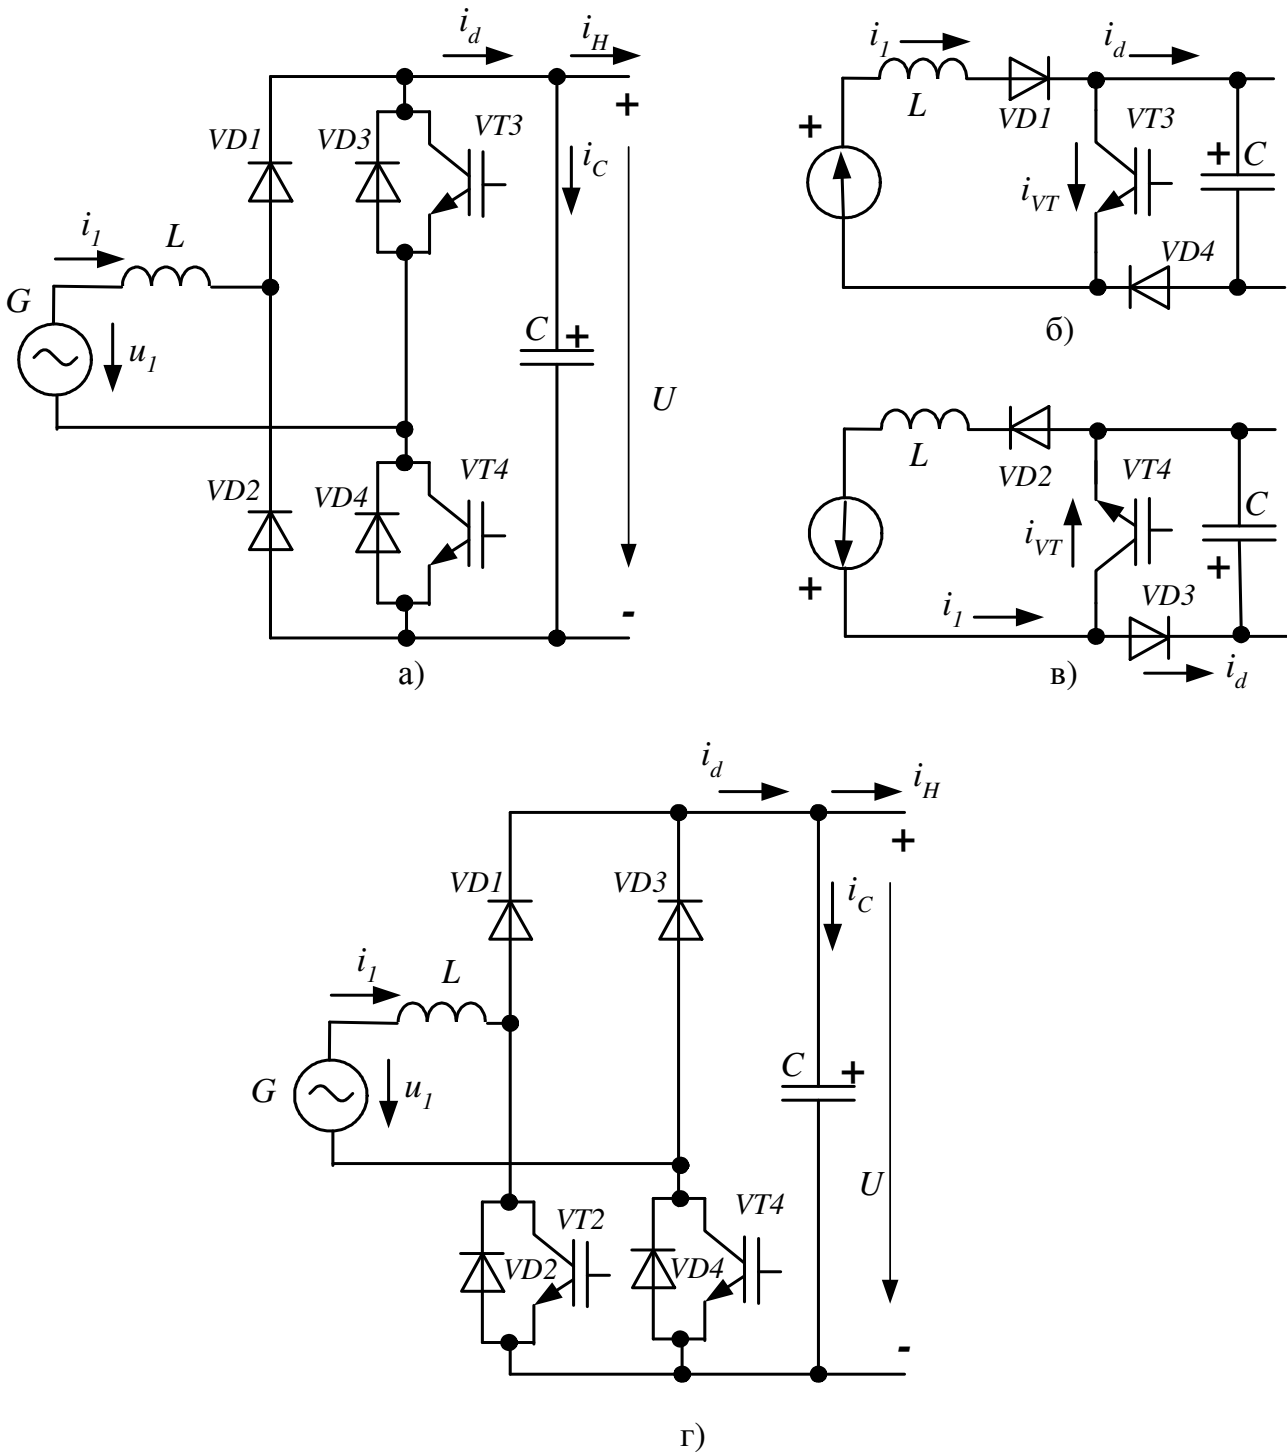 i_d
i_H
VD1
VD3
VT3
i_C
i_1
L
G
u_1
C
+
+
U
VD2
VD4
VT4
-
а)
i_1
L
VD1
i_d
VT3
+
i_VT
+
C
VD4
б)
L
VD2
VT4
C
i_VT
+
+
VD3
i_1
i_d
в)
i_d
i_H
+
VD1
VD3
i_C
i_1
L
G
u_1
C
+
U
VT2
VT4
VD2
VD4
-
г)